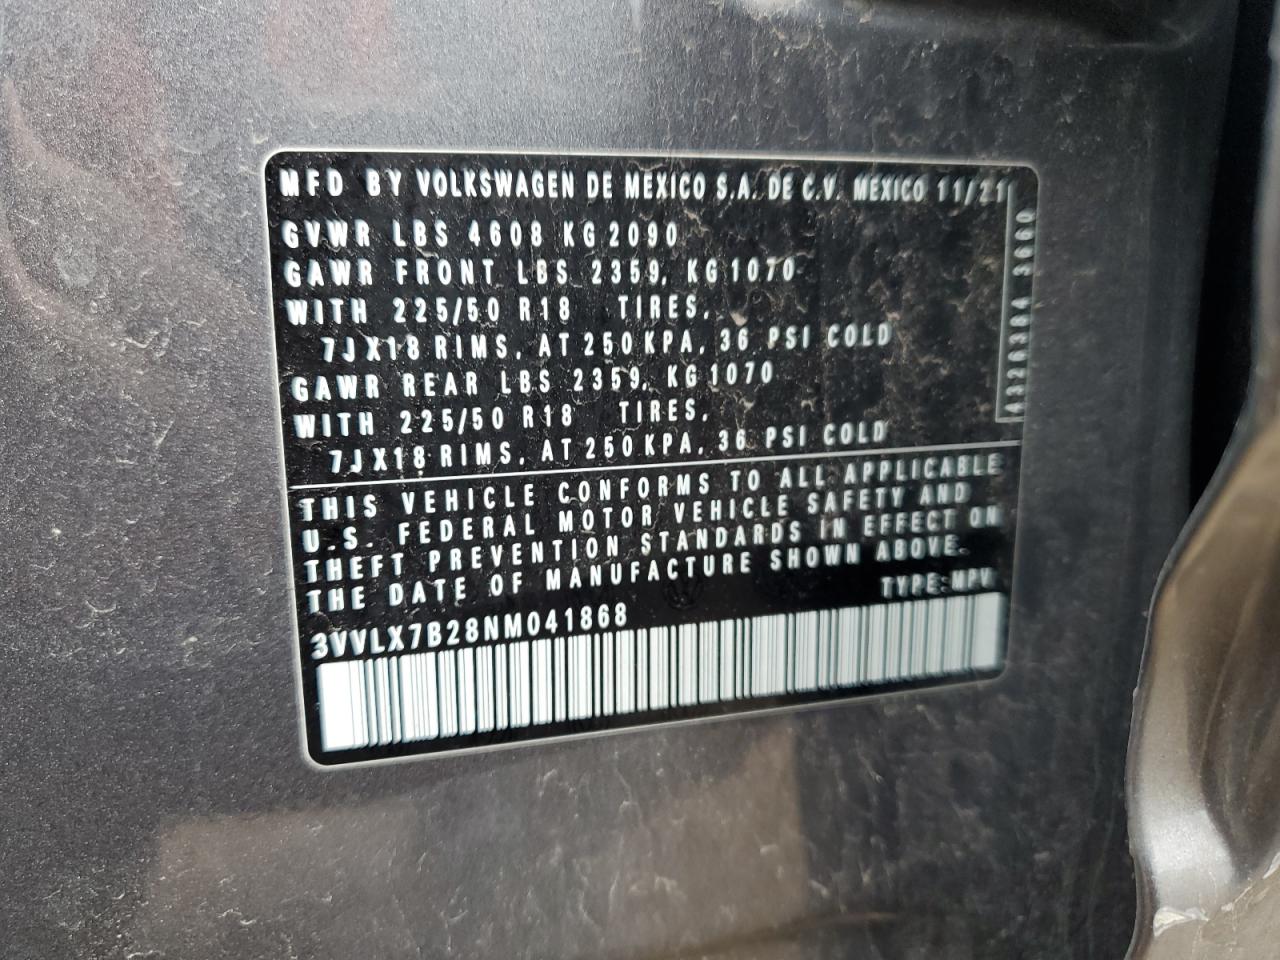 MFD BY VOLKSWAGEN DE MEXICO S.A. DE C.V. MEXICO 11/21
GVWR LBS 4608 KG 2090
GAWR FRONT LBS 2359, KG 1070
WITH 225/50 R18 TIRES,
7JX18 RIMS, AT 250 KPA, 36 PSI COLD
GAWR REAR LBS 2359, KG 1070
WITH 225/50 R18 TIRES,
7JX18 RIMS, AT 250 KPA, 36 PSI COLD
THIS VEHICLE CONFORMS TO ALL APPLICABLE
U.S. FEDERAL MOTOR VEHICLE SAFETY AND
THEFT PREVENTION STANDARDS IN EFFECT ON
THE DATE OF MANUFACTURE SHOWN ABOVE.
TYPE:MPV
3VVLX7B28NM041868